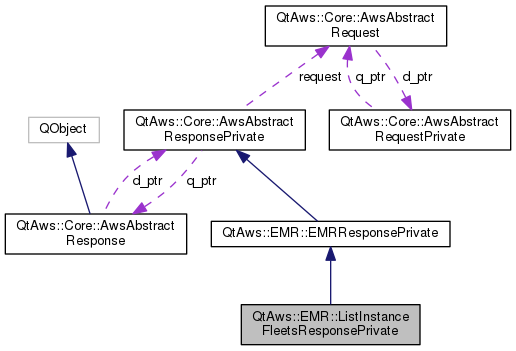 QtAws::Core::AwsAbstract
Request
request
q_ptr
d_ptr
QtAws::Core::AwsAbstract
ResponsePrivate
QtAws::Core::AwsAbstract
RequestPrivate
QObject
d_ptr
q_ptr
QtAws::Core::AwsAbstract
Response
QtAws::EMR::EMRResponsePrivate
QtAws::EMR::ListInstance
FleetsResponsePrivate